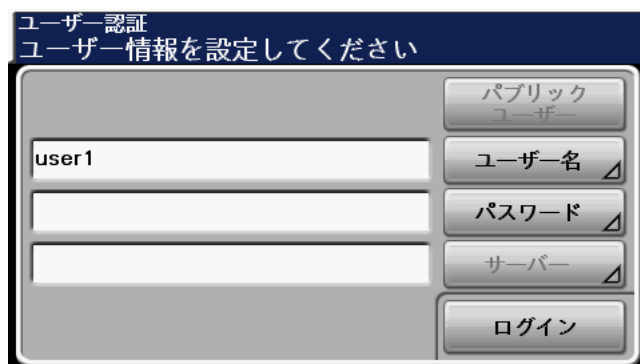 ユーザー認証
ユーザー情報を設定してください
パブリック
ユーザー
user1
ユーザー名
パスワード
サーバー
ログイン